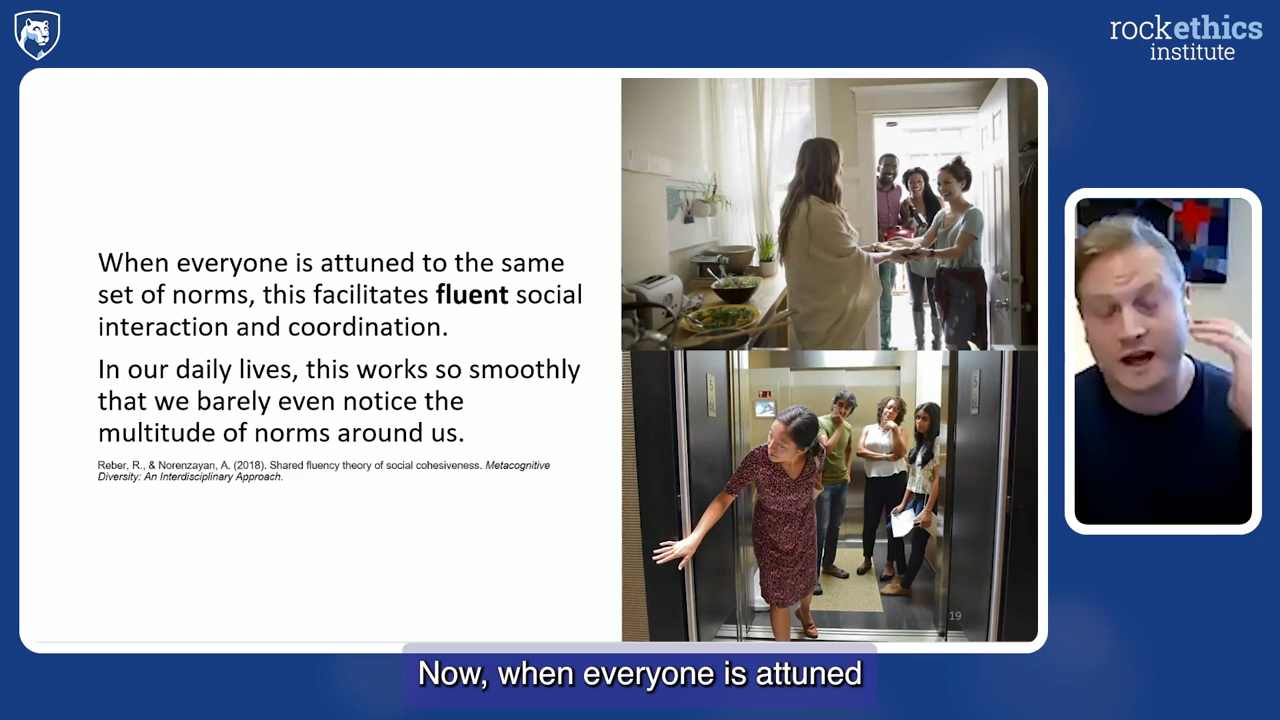 rockethics
institute
When everyone is attuned to the same
set of norms, this facilitates fluent social
interaction and coordination.
In our daily lives, this works so smoothly
that we barely even notice the
multitude of norms around us.
Reber, R., & Norenzayan, A. (2018). Shared fluency theory of social cohesiveness. Metacognitive
Diversity: An Interdisciplinary Approach.
19
Now, when everyone is attuned